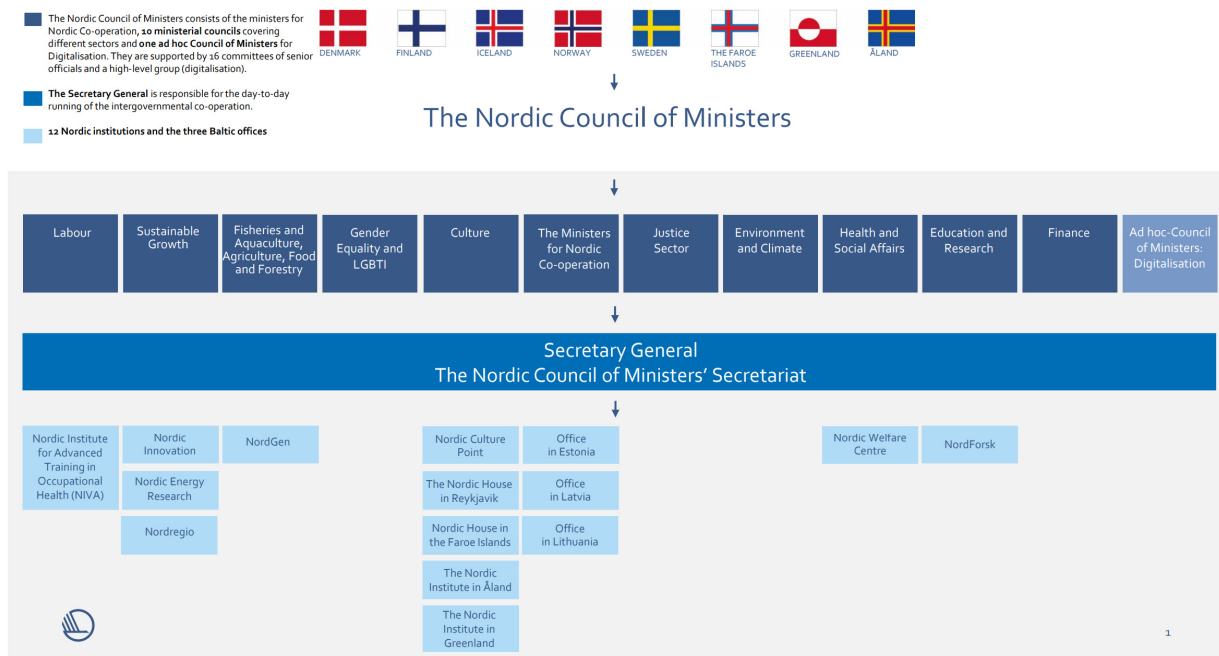 The Nordic Council of Ministers consists of the ministers for
Nordic Co-operation, 10 ministerial councils covering
different sectors and one ad hoc Council of Ministers for
Digitalisation. They are supported by 16 committees of senior
officials and a high-level group (digitalisation).
The Secretary General is responsible for the day-to-day
running of the intergovernmental co-operation.
12 Nordic institutions and the three Baltic offices
DENMARK
FINLAND
ICELAND
NORWAY
SWEDEN
THE FAROE
ISLANDS
GREENLAND
ÅLAND
The Nordic Council of Ministers
Labour
Sustainable
Growth
Fisheries and
Aquaculture,
Agriculture, Food
and Forestry
Gender
Equality and
LGBTI
Culture
The Ministers
for Nordic
Co-operation
Justice
Sector
Environment
and Climate
Health and
Social Affairs
Education and
Research
Finance
Ad hoc-Council
of Ministers:
Digitalisation
Secretary General
The Nordic Council of Ministers' Secretariat
Nordic Institute
for Advanced
Training in
Occupational
Health (NIVA)
Nordic
Innovation
Nordic Energy
Research
Nordregio
NordGen
Nordic Culture
Point
The Nordic House
in Reykjavik
Nordic House in
the Faroe Islands
The Nordic
Institute in Åland
The Nordic
Institute in
Greenland
Office
in Estonia
Office
in Latvia
Office
in Lithuania
Nordic Welfare
Centre
NordForsk
1